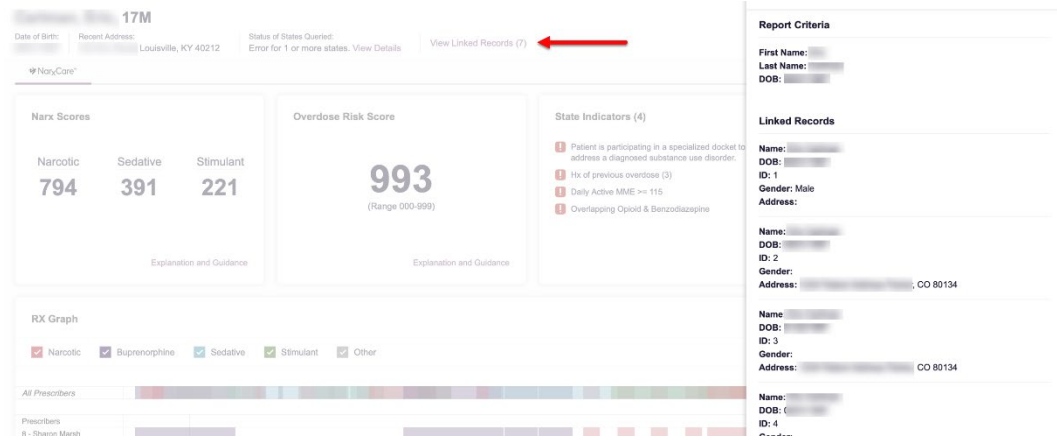 17M
Date of Birth: Recent Address: Status of States Queried:
Louisville, KY 40212 Error for 1 or more states. View Details View Linked Records (7)
NarxCare
Narx Scores
Narcotic Sedative Stimulant
794 391 221
Explanation and Guidance
Overdose Risk Score
993
(Range 000-999)
Explanation and Guidance
State Indicators (4)
Patient is participating in a specialized docket to
address a diagnosed substance use disorder.
Hx of previous overdose (3)
Daily Active MME >= 115
Overlapping Opioid & Benzodiazepine
RX Graph
Narcotic Buprenorphine Sedative Stimulant Other
All Prescribers
Prescribers
8 - Sharon Marsh
Report Criteria
First Name:
Last Name:
DOB:
Linked Records
Name:
DOB:
ID: 1
Gender: Male
Address:
Name:
DOB:
ID: 2
Gender:
Address: , CO 80134
Name
DOB:
ID: 3
Gender:
Address: CO 80134
Name:
DOB:
ID: 4
Gender: